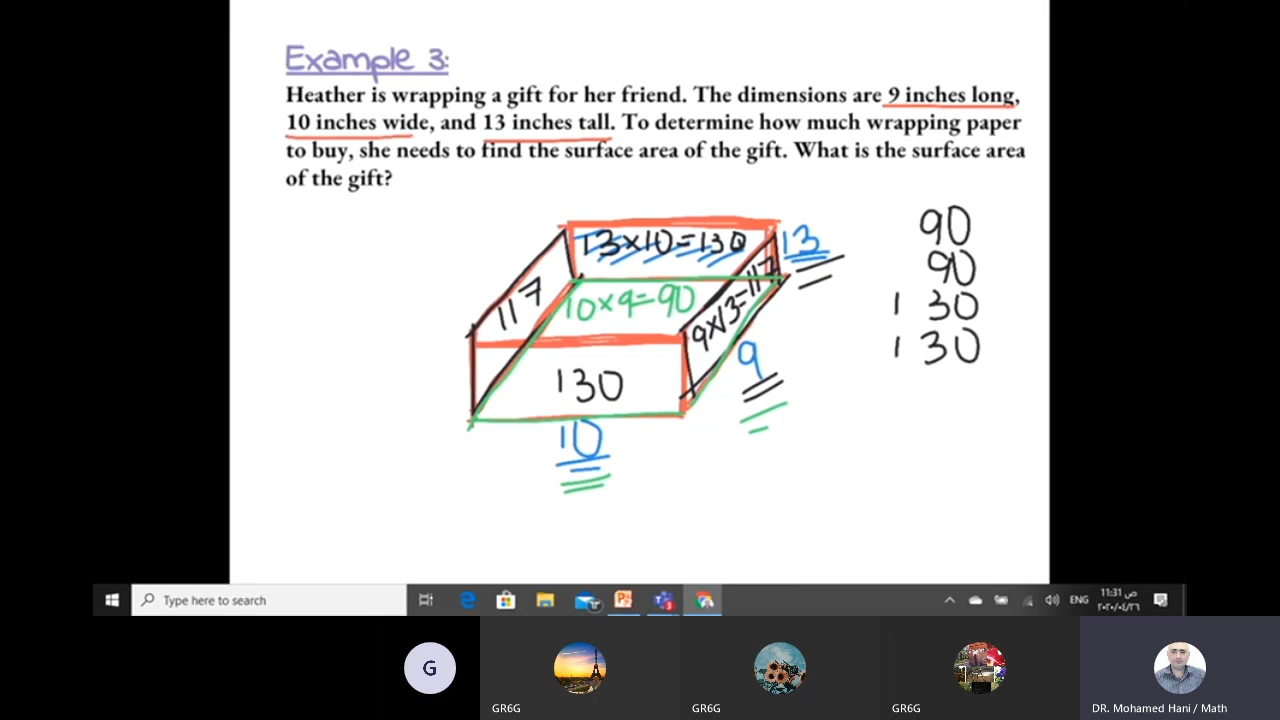 Example 3:
Heather is wrapping a gift for her friend. The dimensions are 9 inches long,
10 inches wide, and 13 inches tall. To determine how much wrapping paper
to buy, she needs to find the surface area of the gift. What is the surface area
of the gift?
13×10=130
13
117
10×9=90
9×13=117
9
130
10
90
90
130
130
Type here to search
ENG
11:31 ص
٢٠٢٠/٠٤/٢٦
G
GR6G
GR6G
GR6G
DR. Mohamed Hani / Math